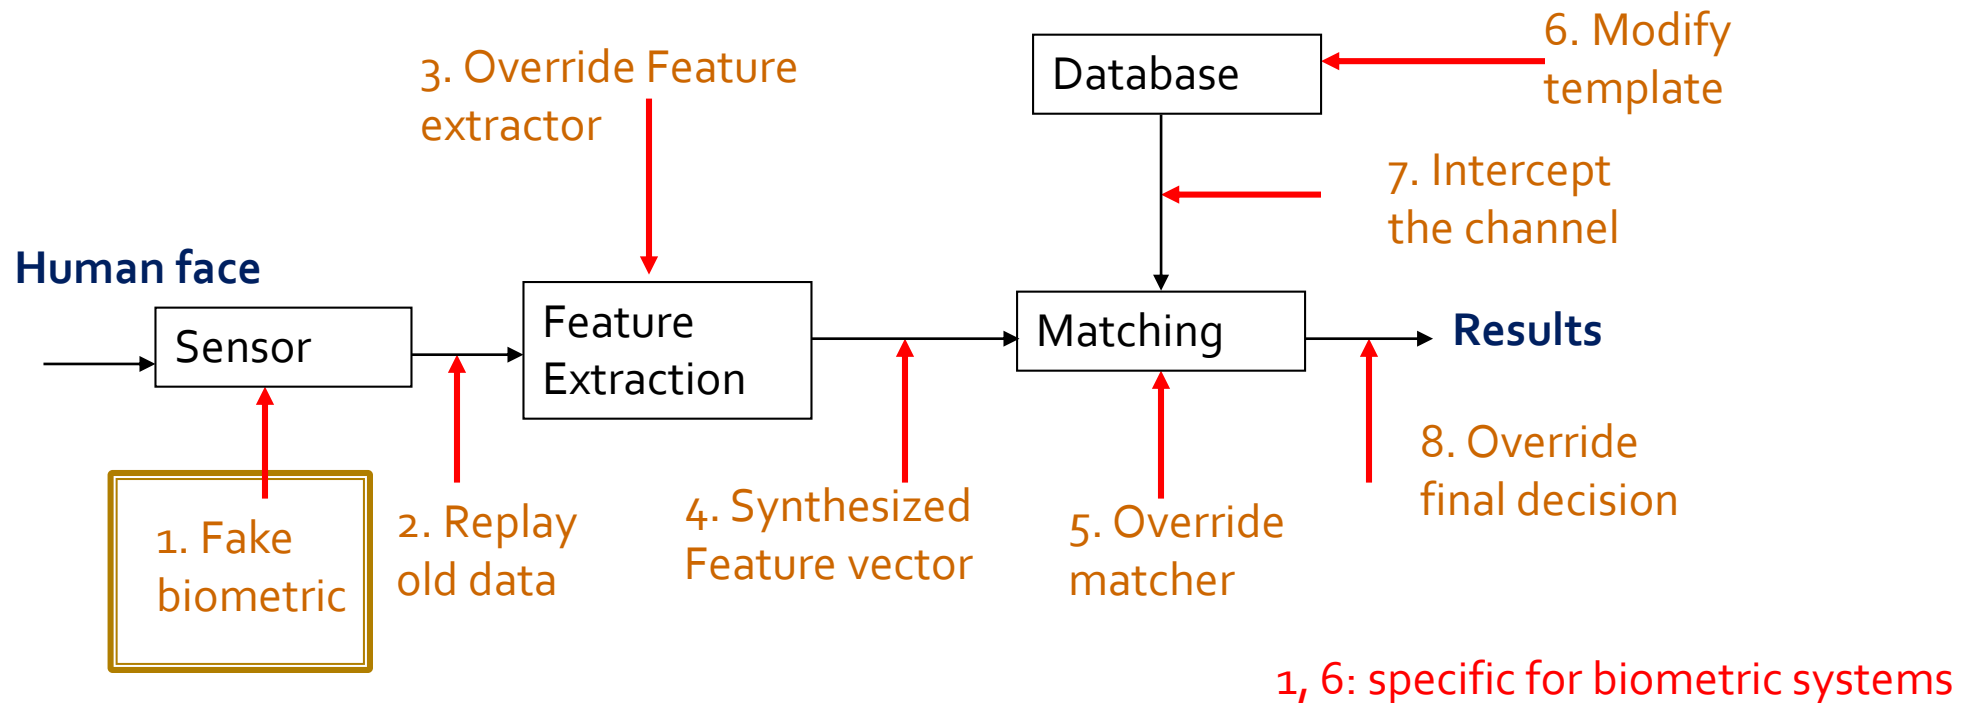 3. Override Feature
extractor
Database
6. Modify
template
7. Intercept
the channel
Human face
Sensor
Feature
Extraction
Matching
Results
1. Fake
biometric
2. Replay
old data
4. Synthesized
Feature vector
5. Override
matcher
8. Override
final decision
1, 6: specific for biometric systems